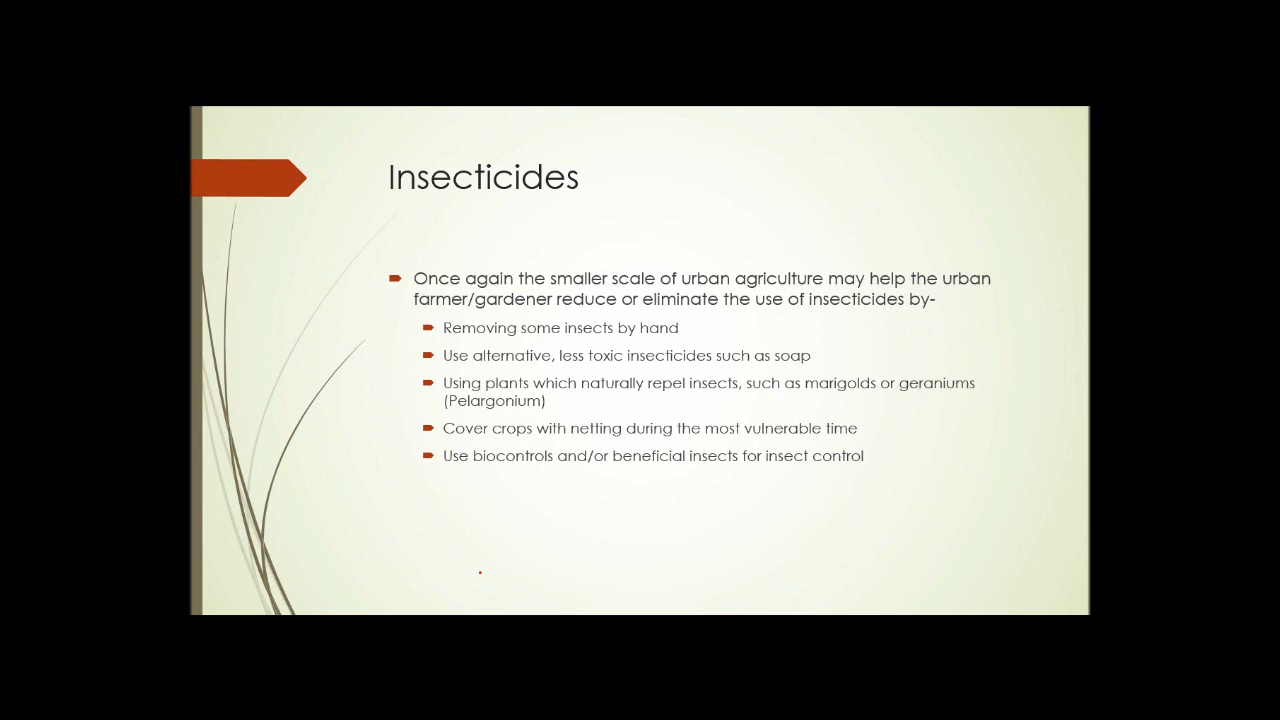 Insecticides
Once again the smaller scale of urban agriculture may help the urban
farmer/gardener reduce or eliminate the use of insecticides by-
Removing some insects by hand
Use alternative, less toxic insecticides such as soap
Using plants which naturally repel insects, such as marigolds or geraniums
(Pelargonium)
Cover crops with netting during the most vulnerable time
Use biocontrols and/or beneficial insects for insect control